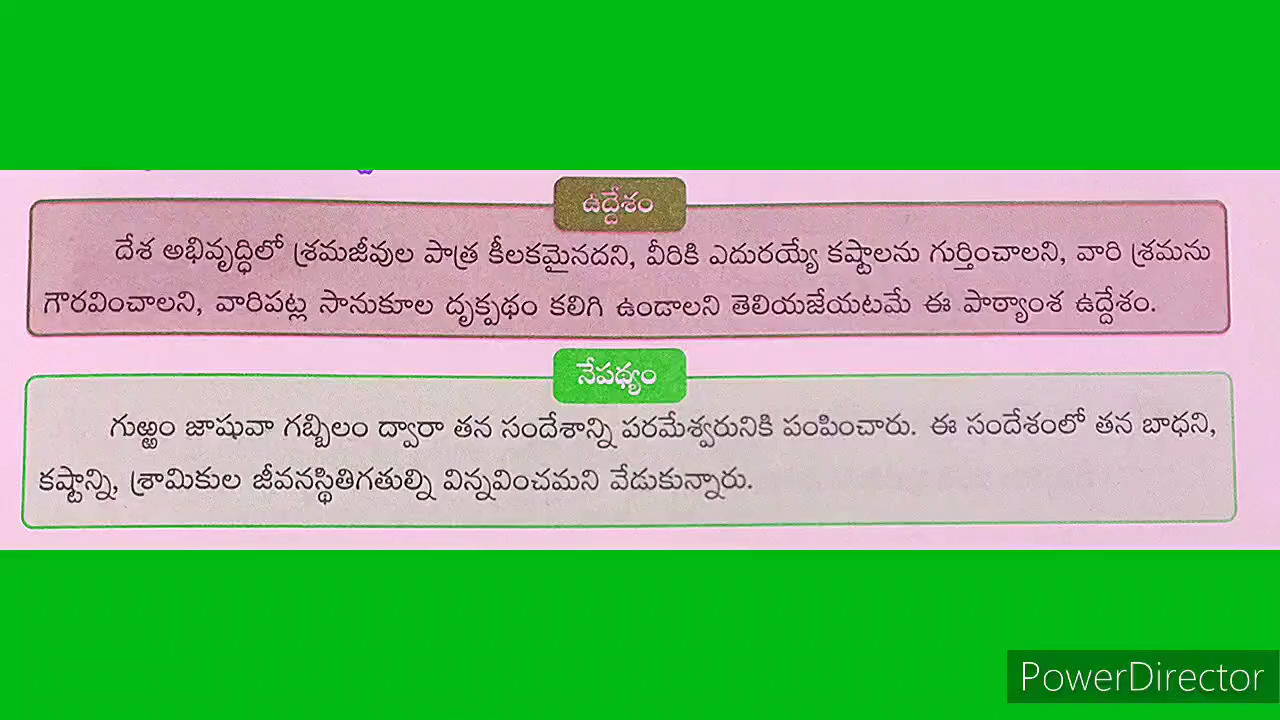 ఉద్దేశం
దేశ అభివృద్ధిలో శ్రమజీవుల పాత్ర కీలకమైనదని, వీరికి ఎదురయ్యే కష్టాలను గుర్తించాలని, వారి శ్రమను
గౌరవించాలని, వారిపట్ల సానుకూల దృక్పథం కలిగి ఉండాలని తెలియజేయటమే ఈ పాఠ్యాంశ ఉద్దేశం.
నేపథ్యం
గుఱ్ఱం జాషువా గబ్బిలం ద్వారా తన సందేశాన్ని పరమేశ్వరునికి పంపించారు. ఈ సందేశంలో తన బాధని,
కష్టాన్ని, శ్రామికుల జీవనస్థితిగతుల్ని విన్నవించమని వేడుకున్నారు.
PowerDirector